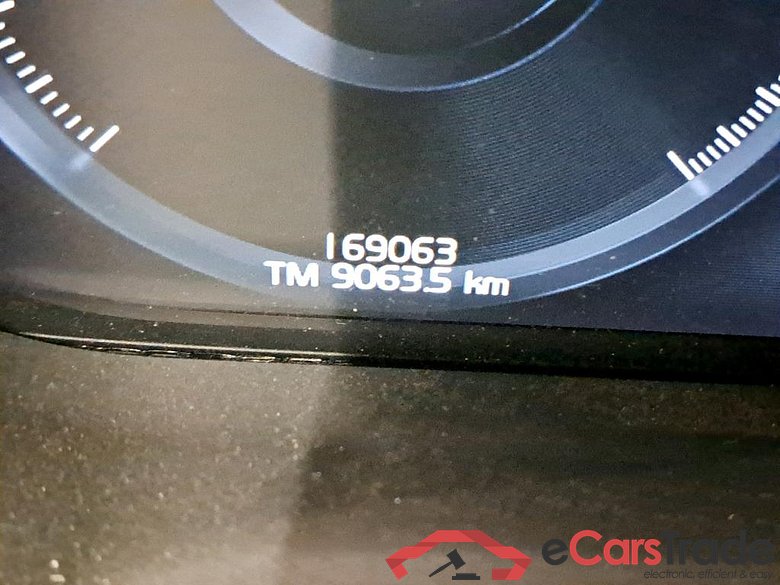 169063
TM 9063.5 km
eCarsTrade
electronic, efficient & easy